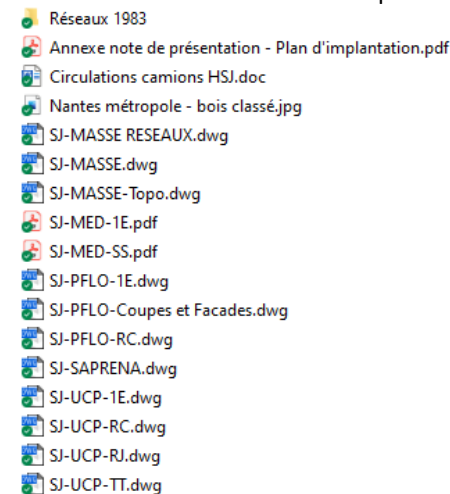 Réseaux 1983
Annexe note de présentation - Plan d'implantation.pdf
Circulations camions HSJ.doc
Nantes métropole - bois classé.jpg
SJ-MASSE RESEAUX.dwg
SJ-MASSE.dwg
SJ-MASSE-Topo.dwg
SJ-MED-1E.pdf
SJ-MED-SS.pdf
SJ-PFLO-1E.dwg
SJ-PFLO-Coupes et Facades.dwg
SJ-PFLO-RC.dwg
SJ-SAPRENA.dwg
SJ-UCP-1E.dwg
SJ-UCP-RC.dwg
SJ-UCP-RJ.dwg
SJ-UCP-TT.dwg